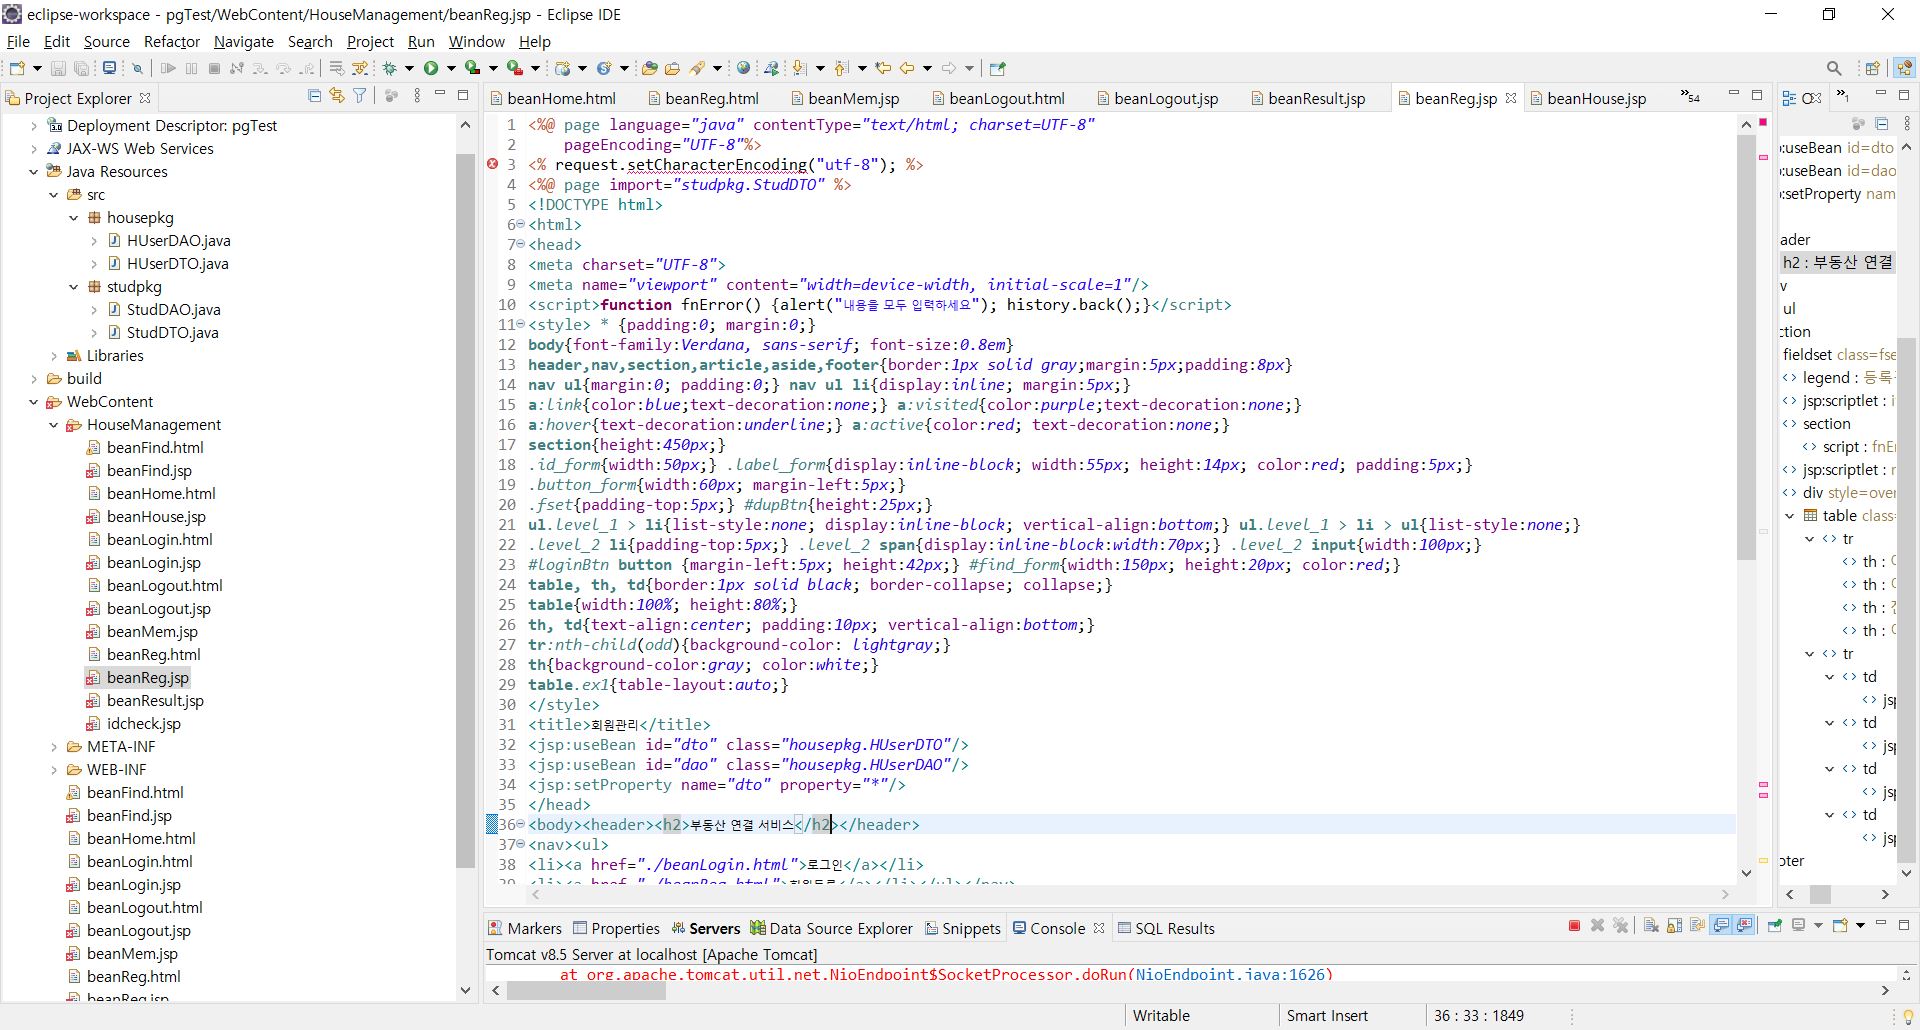 eclipse-workspace - pgTest/WebContent/HouseManagement/beanReg.jsp - Eclipse IDE
File Edit Source Refactor Navigate Search Project Run Window Help
Project Explorer
Deployment Descriptor: pgTest
JAX-WS Web Services
Java Resources
src
housepkg
HUserDAO.java
HUserDTO.java
studpkg
StudDAO.java
StudDTO.java
Libraries
build
WebContent
HouseManagement
beanFind.html
beanFind.jsp
beanHome.html
beanHouse.jsp
beanLogin.html
beanLogin.jsp
beanLogout.html
beanLogout.jsp
beanMem.jsp
beanReg.html
beanReg.jsp
beanResult.jsp
idcheck.jsp
META-INF
WEB-INF
beanFind.html
beanFind.jsp
beanHome.html
beanLogin.html
beanLogin.jsp
beanLogout.html
beanLogout.jsp
beanMem.jsp
beanReg.html
beanReg.jsp
beanHome.html beanReg.html beanMem.jsp beanLogout.html beanLogout.jsp beanResult.jsp beanReg.jsp beanHouse.jsp »54
1 <%@ page language="java" contentType="text/html; charset=UTF-8"
2 pageEncoding="UTF-8"%>
3 <% request.setCharacterEncoding("utf-8"); %>
4 <%@ page import="studpkg.StudDTO" %>
5 <!DOCTYPE html>
6 <html>
7 <head>
8 <meta charset="UTF-8">
9 <meta name="viewport" content="width=device-width, initial-scale=1"/>
10 <script>function fnError() {alert("내용을 모두 입력하세요"); history.back();}</script>
11 <style> * {padding:0; margin:0;}
12 body{font-family:Verdana, sans-serif; font-size:0.8em}
13 header,nav,section,article,aside,footer{border:1px solid gray;margin:5px;padding:8px}
14 nav ul{margin:0; padding:0;} nav ul li{display:inline; margin:5px;}
15 a:link{color:blue;text-decoration:none;} a:visited{color:purple;text-decoration:none;}
16 a:hover{text-decoration:underline;} a:active{color:red; text-decoration:none;}
17 section{height:450px;}
18 .id_form{width:50px;} .label_form{display:inline-block; width:55px; height:14px; color:red; padding:5px;}
19 .button_form{width:60px; margin-left:5px;}
20 .fset{padding-top:5px;} #dupBtn{height:25px;}
21 ul.level_1 > li{list-style:none; display:inline-block; vertical-align:bottom;} ul.level_1 > li > ul{list-style:none;}
22 .level_2 li{padding-top:5px;} .level_2 span{display:inline-block:width:70px;} .level_2 input{width:100px;}
23 #loginBtn button {margin-left:5px; height:42px;} #find_form{width:150px; height:20px; color:red;}
24 table, th, td{border:1px solid black; border-collapse; collapse;}
25 table{width:100%; height:80%;}
26 th, td{text-align:center; padding:10px; vertical-align:bottom;}
27 tr:nth-child(odd){background-color: lightgray;}
28 th{background-color:gray; color:white;}
29 table.ex1{table-layout:auto;}
30 </style>
31 <title>회원관리</title>
32 <jsp:useBean id="dto" class="housepkg.HUserDTO"/>
33 <jsp:useBean id="dao" class="housepkg.HUserDAO"/>
34 <jsp:setProperty name="dto" property="*"/>
35 </head>
36 <body><header><h2>부동산 연결 서비스</h2></header>
37 <nav><ul>
38 <li><a href="./beanLogin.html">로그인</a></li>
39 <li><a href="./beanReg.html">회원등록</a></li></ul></nav>
»1
:useBean id=dto
:useBean id=dao
:setProperty nam
ader
h2 : 부동산 연결
v
ul
ction
fieldset class=fse
legend : 등록
jsp:scriptlet : i
section
script : fnEr
jsp:scriptlet :
div style=over
table class=
tr
th :
th :
th :
th :
tr
td
jsp
td
jsp
td
jsp
td
jsp
oter
Markers Properties Servers Data Source Explorer Snippets Console SQL Results
Tomcat v8.5 Server at localhost [Apache Tomcat]
at org.apache.tomcat.util.net.NioEndpoint$SocketProcessor.doRun(NioEndpoint.java:1626)
Writable Smart Insert 36 : 33 : 1849